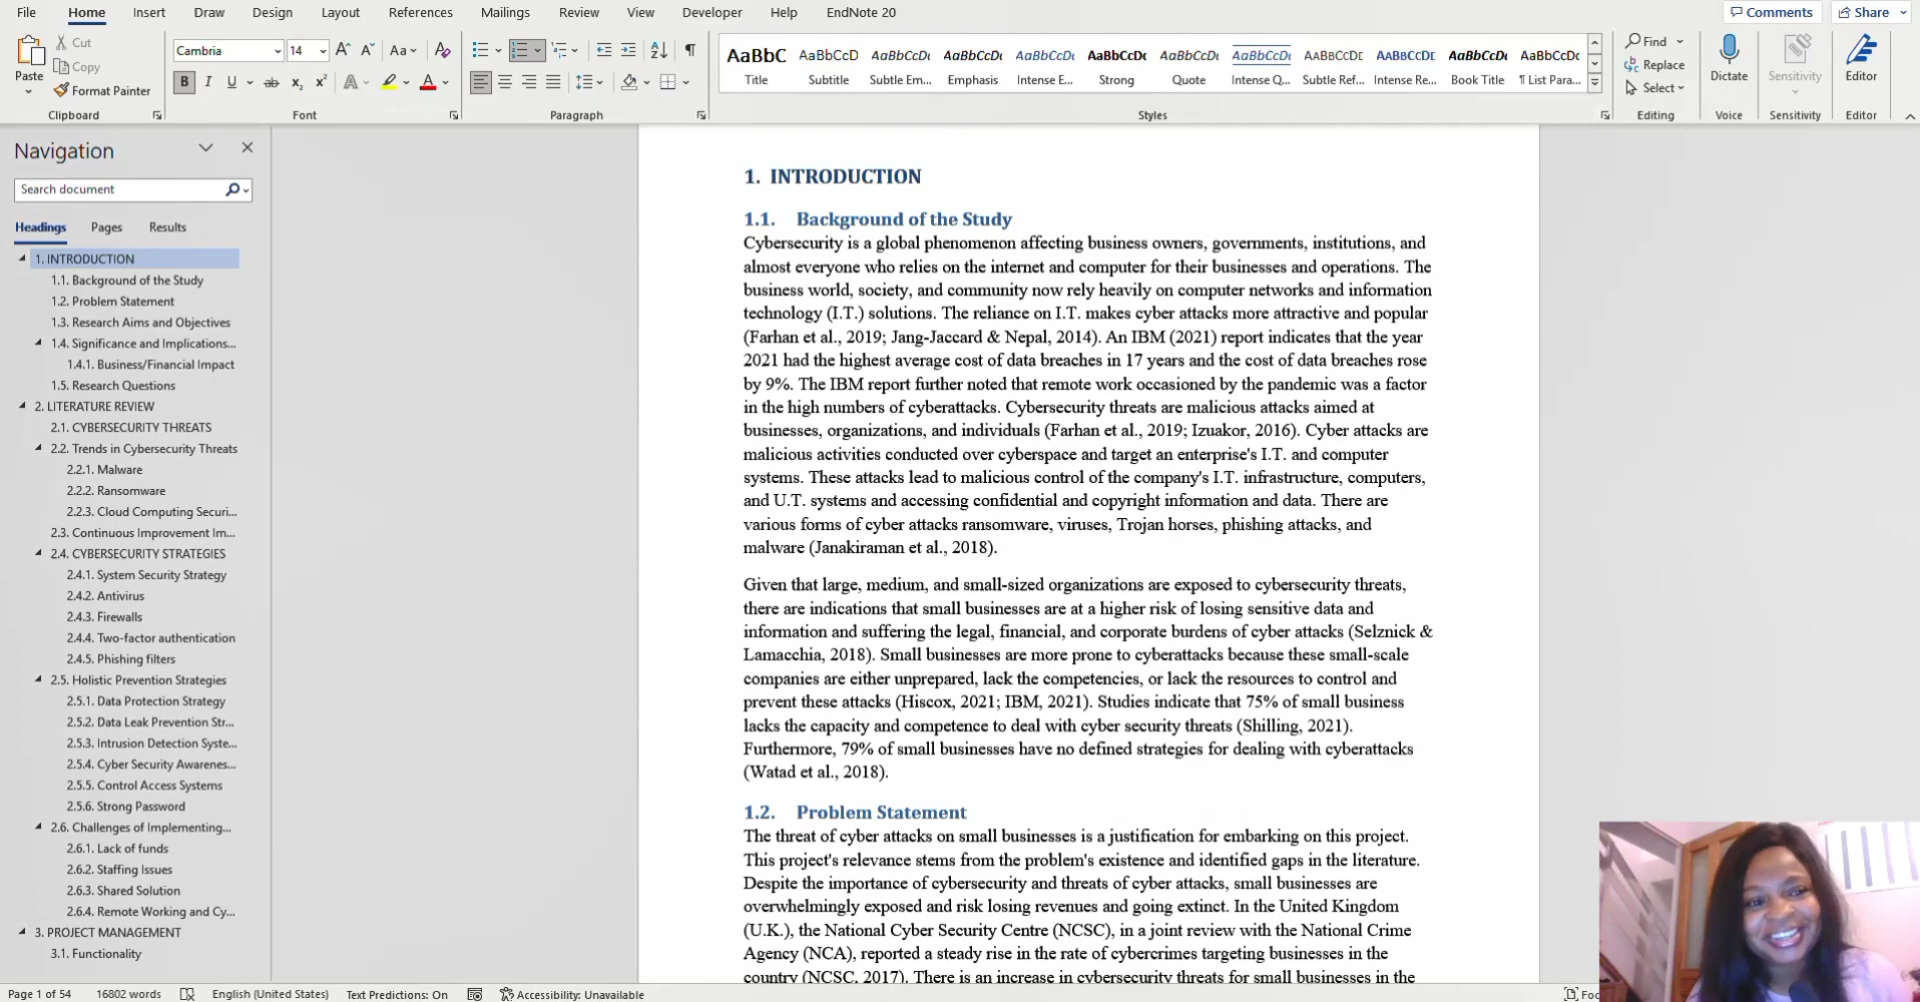 File Home Insert Draw Design Layout References Mailings Review View Developer Help EndNote 20 Comments Share
Paste Cut Copy Format Painter Clipboard
Cambria 14 Font
Paragraph
AaBbC AaBbCcD AaBbCcDc AaBbCcDc AaBbCcDc AaBbCcDc AaBbCcDc AaBbCcDc AABBCCDD AABBCCDD AaBbCcDc AaBbCcDc
Title Subtitle Subtle Em... Emphasis Intense E... Strong Quote Intense Q... Subtle Ref... Intense Re... Book Title ¶ List Para...
Styles
Find Replace Select Editing
Dictate Voice
Sensitivity Sensitivity
Editor Editor
Navigation
Search document
Headings Pages Results
1. INTRODUCTION
1.1. Background of the Study
1.2. Problem Statement
1.3. Research Aims and Objectives
1.4. Significance and Implications...
1.4.1. Business/Financial Impact
1.5. Research Questions
2. LITERATURE REVIEW
2.1. CYBERSECURITY THREATS
2.2. Trends in Cybersecurity Threats
2.2.1. Malware
2.2.2. Ransomware
2.2.3. Cloud Computing Securi...
2.3. Continuous Improvement Im...
2.4. CYBERSECURITY STRATEGIES
2.4.1. System Security Strategy
2.4.2. Antivirus
2.4.3. Firewalls
2.4.4. Two-factor authentication
2.4.5. Phishing filters
2.5. Holistic Prevention Strategies
2.5.1. Data Protection Strategy
2.5.2. Data Leak Prevention Str...
2.5.3. Intrusion Detection Syste...
2.5.4. Cyber Security Awarenes...
2.5.5. Control Access Systems
2.5.6. Strong Password
2.6. Challenges of Implementing...
2.6.1. Lack of funds
2.6.2. Staffing Issues
2.6.3. Shared Solution
2.6.4. Remote Working and Cy...
3. PROJECT MANAGEMENT
3.1. Functionality
1. INTRODUCTION
1.1. Background of the Study
Cybersecurity is a global phenomenon affecting business owners, governments, institutions, and
almost everyone who relies on the internet and computer for their businesses and operations. The
business world, society, and community now rely heavily on computer networks and information
technology (I.T.) solutions. The reliance on I.T. makes cyber attacks more attractive and popular
(Farhan et al., 2019; Jang-Jaccard & Nepal, 2014). An IBM (2021) report indicates that the year
2021 had the highest average cost of data breaches in 17 years and the cost of data breaches rose
by 9%. The IBM report further noted that remote work occasioned by the pandemic was a factor
in the high numbers of cyberattacks. Cybersecurity threats are malicious attacks aimed at
businesses, organizations, and individuals (Farhan et al., 2019; Izuakor, 2016). Cyber attacks are
malicious activities conducted over cyberspace and target an enterprise's I.T. and computer
systems. These attacks lead to malicious control of the company's I.T. infrastructure, computers,
and U.T. systems and accessing confidential and copyright information and data. There are
various forms of cyber attacks ransomware, viruses, Trojan horses, phishing attacks, and
malware (Janakiraman et al., 2018).
Given that large, medium, and small-sized organizations are exposed to cybersecurity threats,
there are indications that small businesses are at a higher risk of losing sensitive data and
information and suffering the legal, financial, and corporate burdens of cyber attacks (Selznick &
Lamacchia, 2018). Small businesses are more prone to cyberattacks because these small-scale
companies are either unprepared, lack the competencies, or lack the resources to control and
prevent these attacks (Hiscox, 2021; IBM, 2021). Studies indicate that 75% of small business
lacks the capacity and competence to deal with cyber security threats (Shilling, 2021).
Furthermore, 79% of small businesses have no defined strategies for dealing with cyberattacks
(Watad et al., 2018).
1.2. Problem Statement
The threat of cyber attacks on small businesses is a justification for embarking on this project.
This project's relevance stems from the problem's existence and identified gaps in the literature.
Despite the importance of cybersecurity and threats of cyber attacks, small businesses are
overwhelmingly exposed and risk losing revenues and going extinct. In the United Kingdom
(U.K.), the National Cyber Security Centre (NCSC), in a joint review with the National Crime
Agency (NCA), reported a steady rise in the rate of cybercrimes targeting businesses in the
country (NCSC, 2017). There is an increase in cybersecurity threats for small businesses in the
Page 1 of 54 16802 words English (United States) Text Predictions: On Accessibility: Unavailable Foc